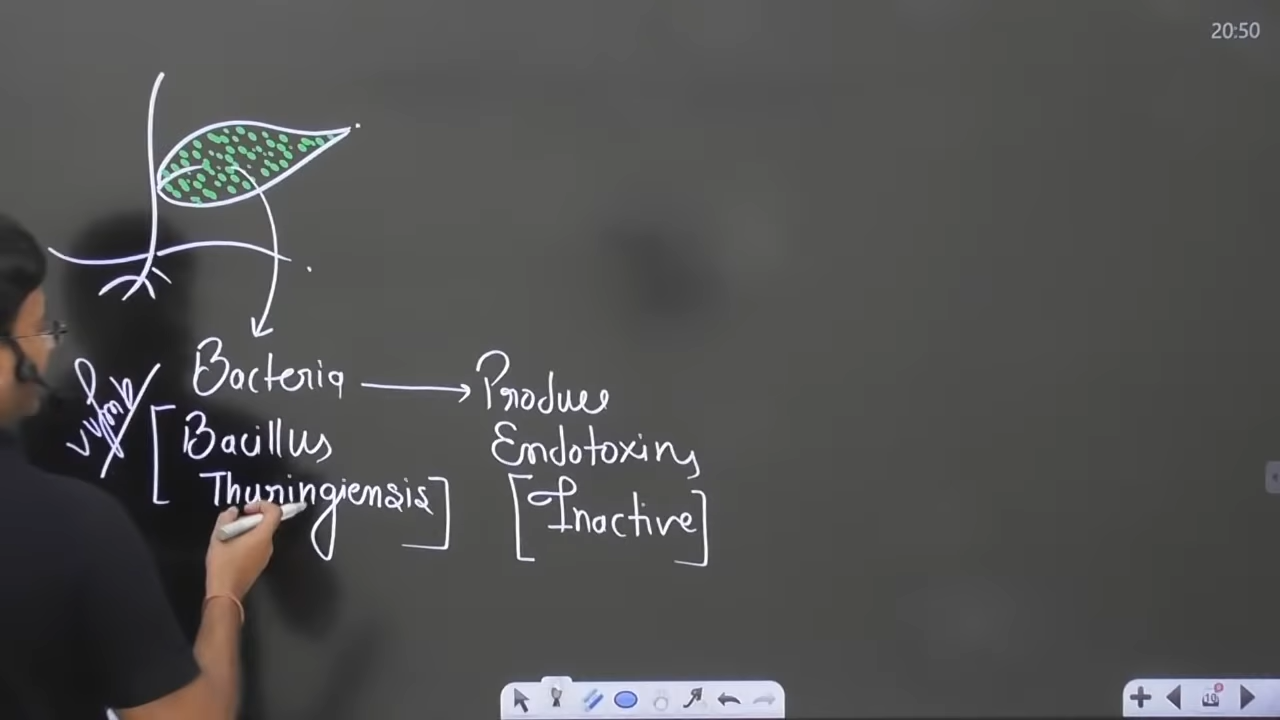 20:50
Bacteria → Produce
Endotoxins
[Inactive]
[Bacillus
Thuringiensis]